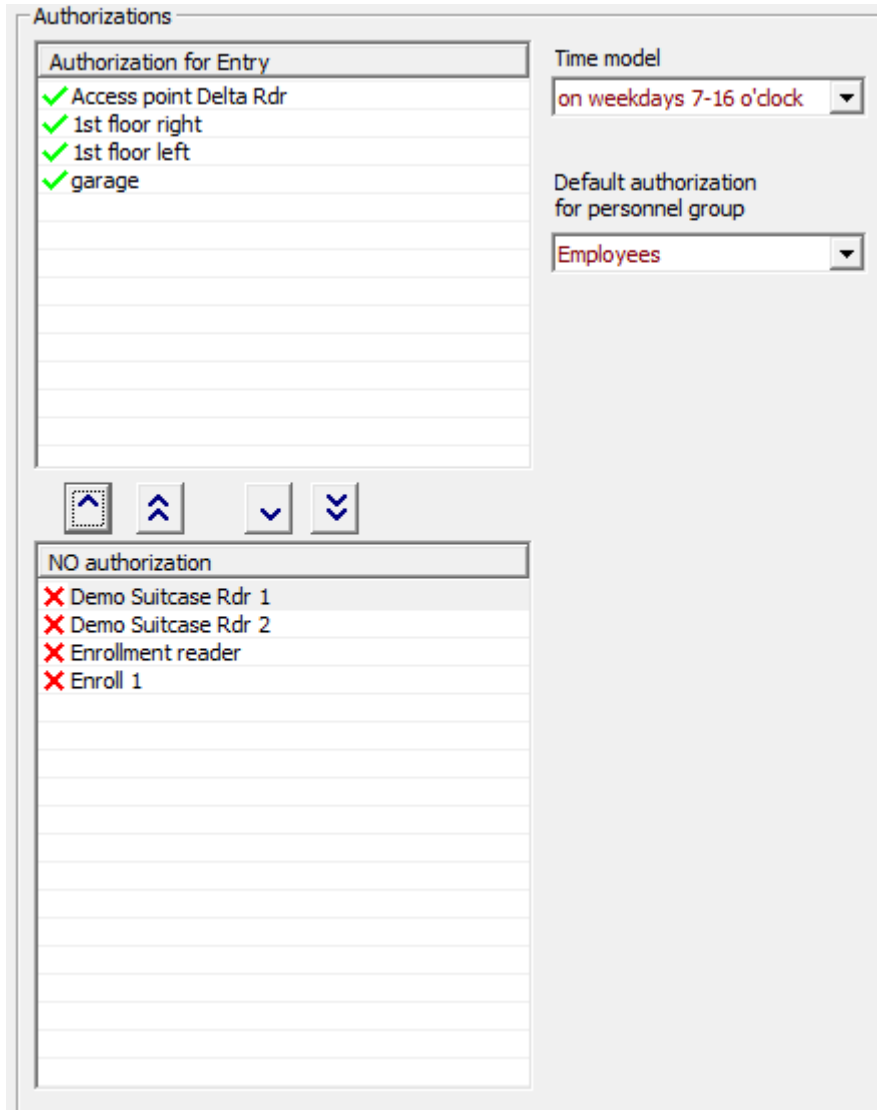 Authorizations
Authorization for Entry
Access point Delta Rdr
1st floor right
1st floor left
garage
Time model
on weekdays 7-16 o'clock
Default authorization
for personnel group
Employees
NO authorization
Demo Suitcase Rdr 1
Demo Suitcase Rdr 2
Enrollment reader
Enroll 1